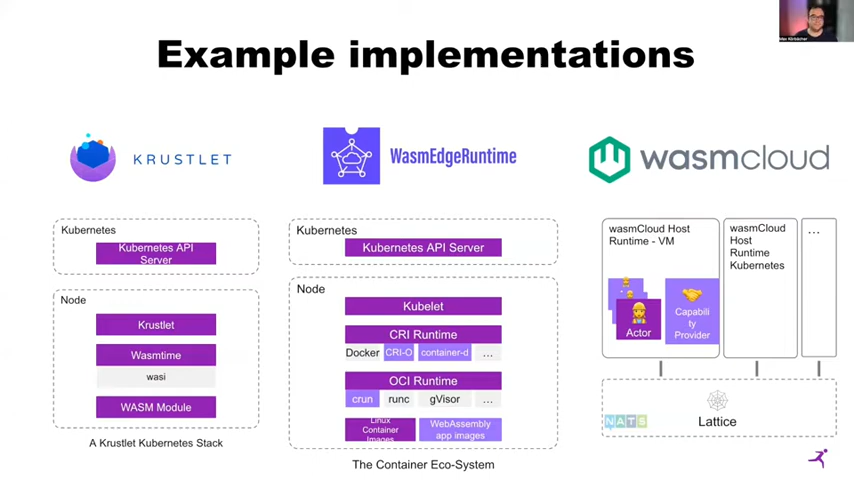 Example implementations
Max Körbächer
KRUSTLET
Kubernetes
Kubernetes API
Server
Node
Krustlet
Wasmtime
wasi
WASM Module
A Krustlet Kubernetes Stack
WasmEdgeRuntime
Kubernetes
Kubernetes API Server
Node
Kubelet
CRI Runtime
Docker CRI-O container-d ...
OCI Runtime
crun runc gVisor ...
Linux
Container
Images
WebAssembly
app images
The Container Eco-System
wasmcloud
wasmCloud Host
Runtime - VM
Actor
Capabili
ty
Provider
wasmCloud
Host
Runtime
Kubernetes
...
NATS
Lattice